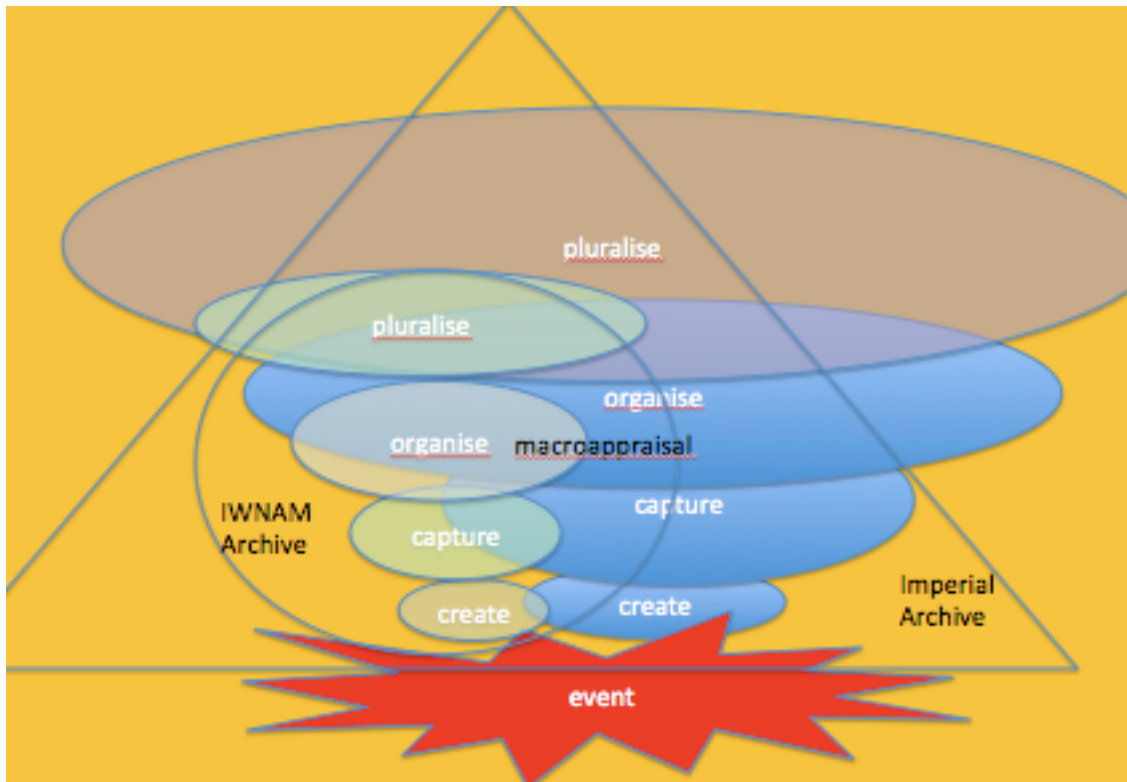 pluralise
pluralise
organise
organise macroappraisal
capture
IWNAM
Archive
capture
Imperial
Archive
create
create
event